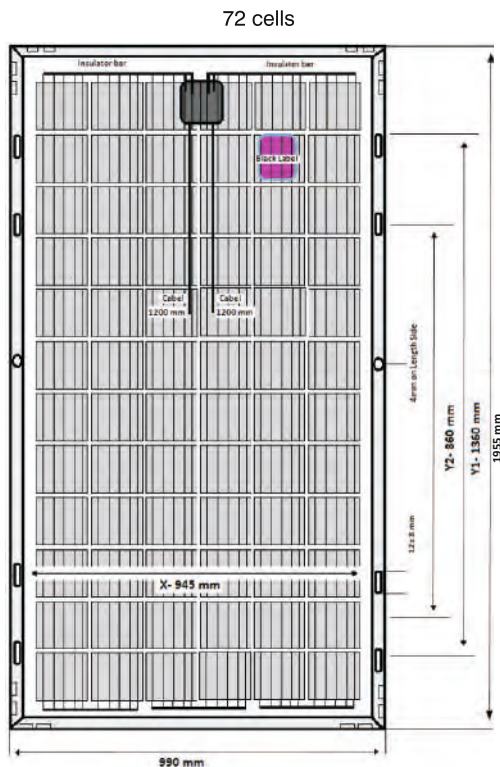 72 cells
Insulator bar
Insulator bar
Black Label
Cabel
1200 mm
Cabel
1200 mm
4mm on Length Side
Y2- 860 mm
Y1- 1360 mm
1955 mm
12 x 8 mm
X- 945 mm
990 mm